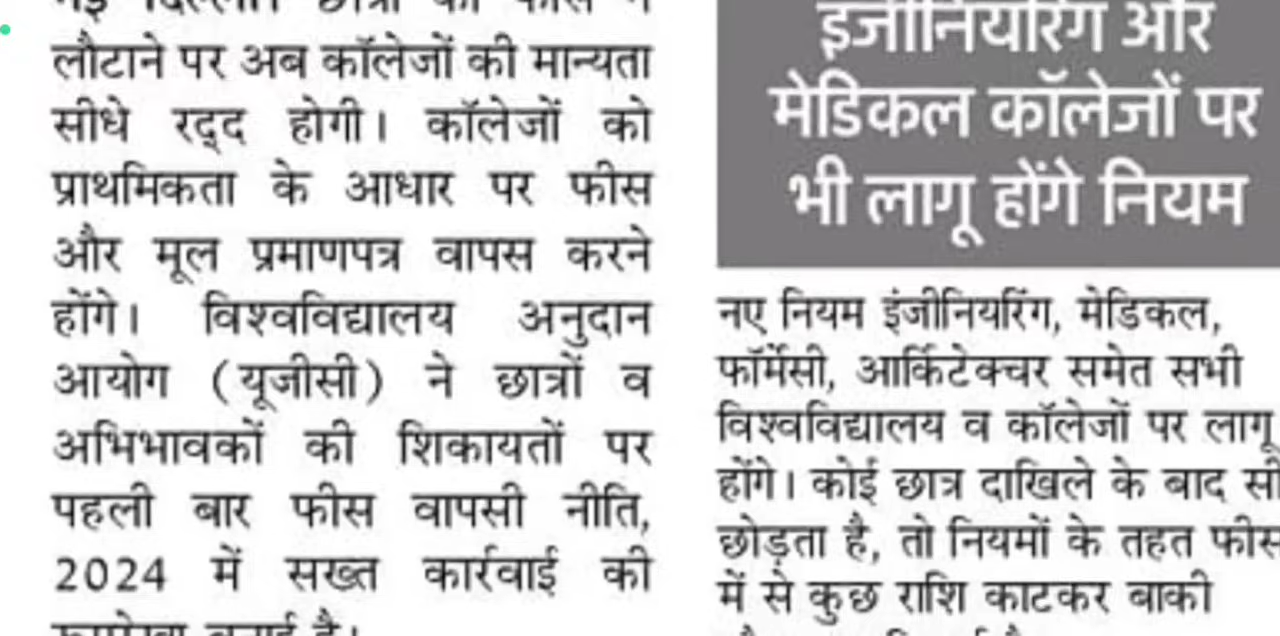 लौटाने पर अब कॉलेजों की मान्यता
सीधे रद्द होगी। कॉलेजों को
प्राथमिकता के आधार पर फीस
और मूल प्रमाणपत्र वापस करने
होंगे। विश्वविद्यालय अनुदान
आयोग (यूजीसी) ने छात्रों व
अभिभावकों की शिकायतों पर
पहली बार फीस वापसी नीति,
2024 में सख्त कार्रवाई की
इंजीनियरिंग और
मेडिकल कॉलेजों पर
भी लागू होंगे नियम
नए नियम इंजीनियरिंग, मेडिकल,
फॉर्मेसी, आर्किटेक्चर समेत सभी
विश्वविद्यालय व कॉलेजों पर लागू
होंगे। कोई छात्र दाखिले के बाद
छोड़ता है, तो नियमों के तहत फीस
में से कुछ राशि काटकर बाकी